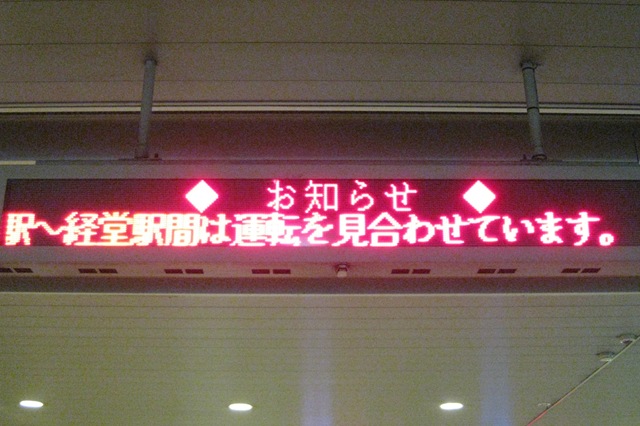 ◆ お知らせ ◆
駅〜経堂駅間は運転を見合わせています。